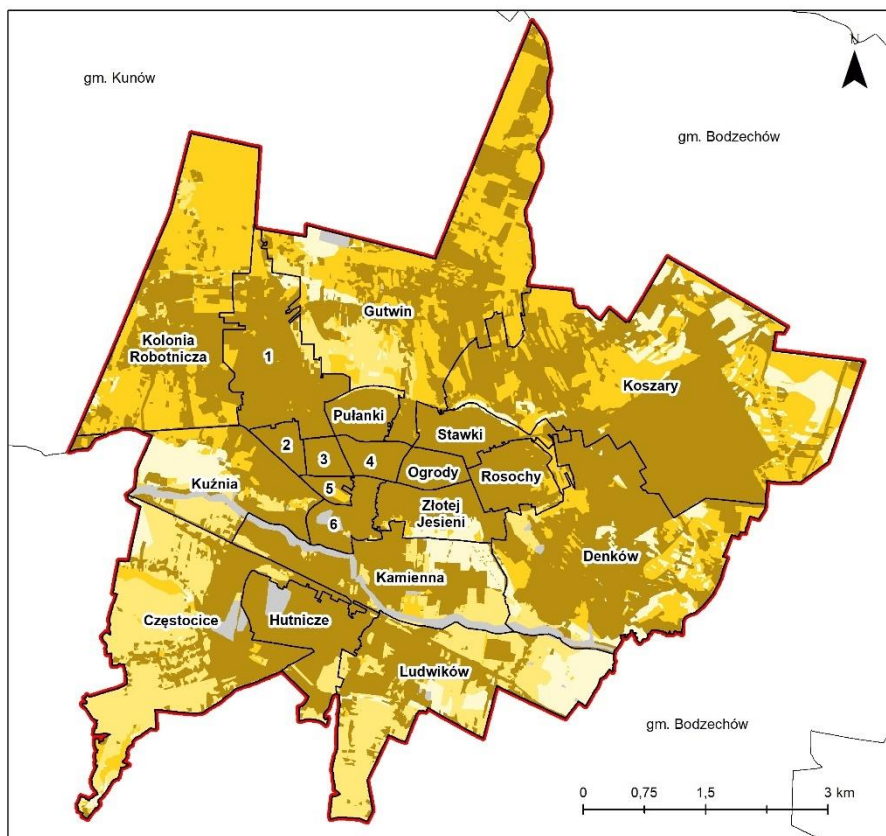 N
gm. Kunów
gm. Bodzechów
Gutwin
Kolonia
Robotnicza
1
Koszary
Pułanki
Stawki
2
3
4
Ogrody
Rosochy
Kuźnia
5
Złotej
Jesieni
6
Denków
Kamienna
Częstocice
Hutnicze
Ludwików
gm. Bodzechów
0 0,75 1,5 3 km